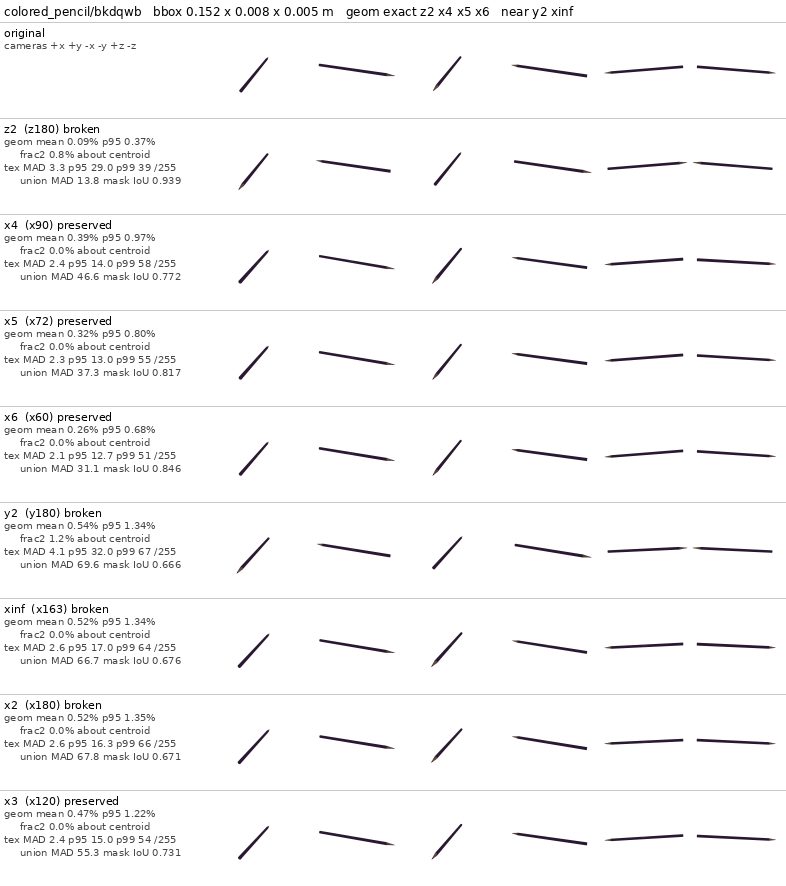 colored_pencil/bkdqwb   bbox 0.152 x 0.008 x 0.005 m   geom exact z2 x4 x5 x6   near y2 xinf
original
cameras +x +y -x -y +z -z
z2  (z180) broken
geom mean 0.09% p95 0.37%
frac2 0.8% about centroid
tex MAD 3.3 p95 29.0 p99 39 /255
union MAD 13.8 mask IoU 0.939
x4  (x90) preserved
geom mean 0.39% p95 0.97%
frac2 0.0% about centroid
tex MAD 2.4 p95 14.0 p99 58 /255
union MAD 46.6 mask IoU 0.772
x5  (x72) preserved
geom mean 0.32% p95 0.80%
frac2 0.0% about centroid
tex MAD 2.3 p95 13.0 p99 55 /255
union MAD 37.3 mask IoU 0.817
x6  (x60) preserved
geom mean 0.26% p95 0.68%
frac2 0.0% about centroid
tex MAD 2.1 p95 12.7 p99 51 /255
union MAD 31.1 mask IoU 0.846
y2  (y180) broken
geom mean 0.54% p95 1.34%
frac2 1.2% about centroid
tex MAD 4.1 p95 32.0 p99 67 /255
union MAD 69.6 mask IoU 0.666
xinf  (x163) broken
geom mean 0.52% p95 1.34%
frac2 0.0% about centroid
tex MAD 2.6 p95 17.0 p99 64 /255
union MAD 66.7 mask IoU 0.676
x2  (x180) broken
geom mean 0.52% p95 1.35%
frac2 0.0% about centroid
tex MAD 2.6 p95 16.3 p99 66 /255
union MAD 67.8 mask IoU 0.671
x3  (x120) preserved
geom mean 0.47% p95 1.22%
frac2 0.0% about centroid
tex MAD 2.4 p95 15.0 p99 54 /255
union MAD 55.3 mask IoU 0.731